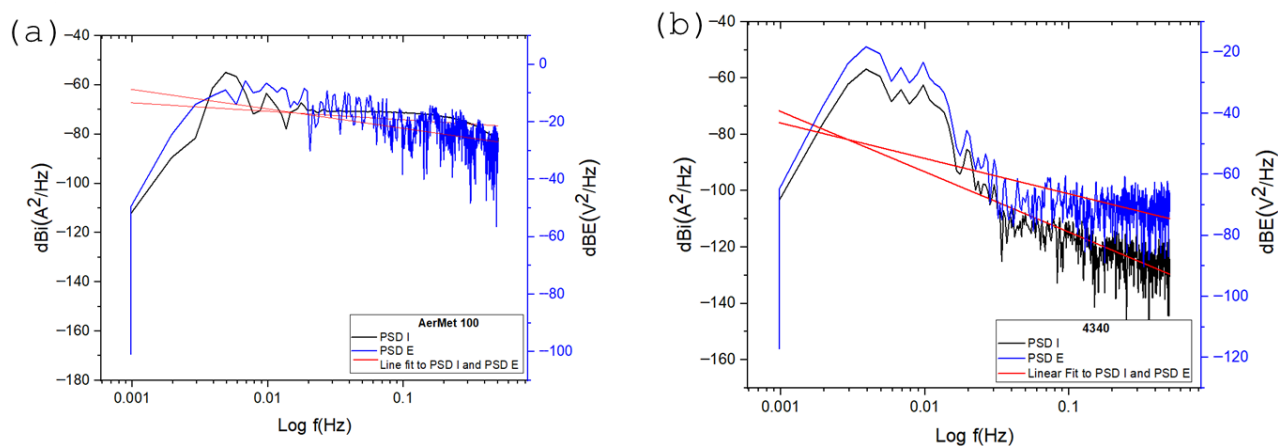 (a)
−40
−60
−80
−100
−120
−140
−160
−180
dBi(A²/Hz)
0
−20
−40
−60
−80
−100
dBE(V²/Hz)
AerMet 100
PSD I
PSD E
Line fit to PSD I and PSD E
0.001
0.01
0.1
Log f(Hz)
(b)
−40
−60
−80
−100
−120
−140
−160
dBi(A²/Hz)
−20
−40
−60
−80
−100
−120
dBE(V²/Hz)
4340
PSD I
PSD E
Linear Fit to PSD I and PSD E
0.001
0.01
0.1
Log f(Hz)